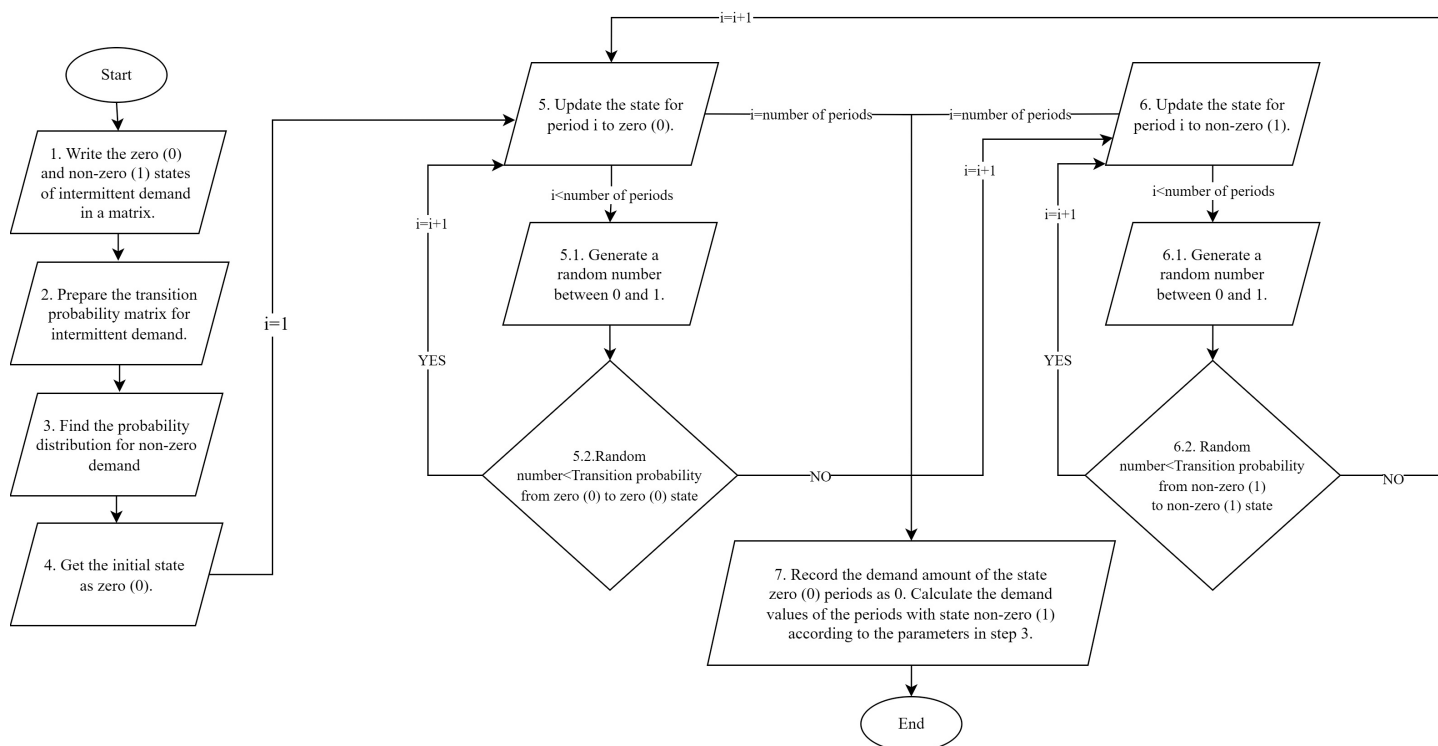 i=i+1
Start
1. Write the zero (0)
and non-zero (1) states
of intermittent demand
in a matrix.
2. Prepare the transition
probability matrix for
intermittent demand.
3. Find the probability
distribution for non-zero
demand
4. Get the initial state
as zero (0).
i=1
5. Update the state for
period i to zero (0).
i=number of periods
i<number of periods
i=i+1
5.1. Generate a
random number
between 0 and 1.
YES
5.2.Random
number<Transition probability
from zero (0) to zero (0) state
NO
i=i+1
i=number of periods
6. Update the state for
period i to non-zero (1).
i<number of periods
i=i+1
6.1. Generate a
random number
between 0 and 1.
YES
6.2. Random
number<Transition probability
from non-zero (1)
to non-zero (1) state
NO
7. Record the demand amount of the state
zero (0) periods as 0. Calculate the demand
values of the periods with state non-zero (1)
according to the parameters in step 3.
End